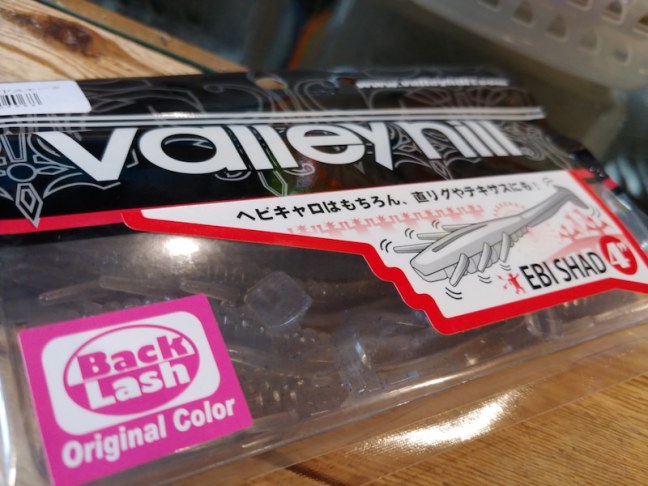 valleyhill
ヘビキャロはもちろん、直リグやテキサスにも!
EBI SHAD 4"
Back
Lash
Original Color